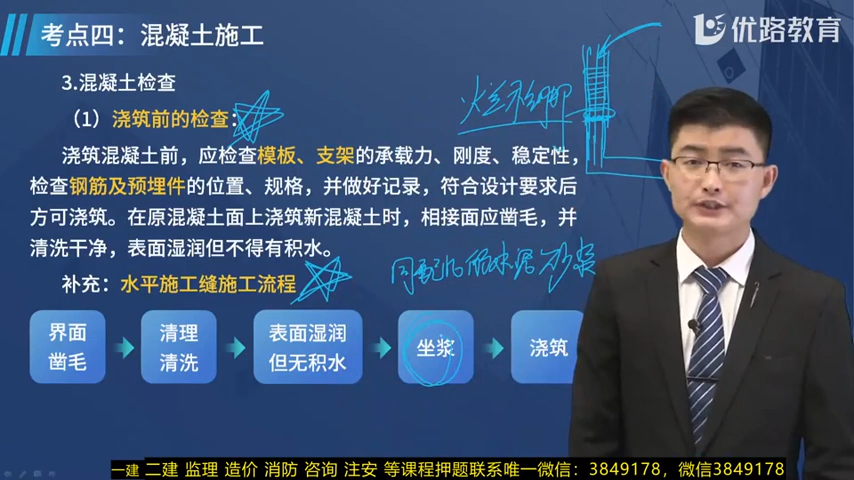 考点四：混凝土施工
优路教育
3.混凝土检查
（1）浇筑前的检查：
浇筑混凝土前，应检查模板、支架的承载力、刚度、稳定性，
检查钢筋及预埋件的位置、规格，并做好记录，符合设计要求后
方可浇筑。在原混凝土面上浇筑新混凝土时，相接面应凿毛，并
清洗干净，表面湿润但不得有积水。
补充：水平施工缝施工流程
界面
凿毛
清理
清洗
表面湿润
但无积水
坐浆
浇筑
一建 二建 监理 造价 消防 咨询 注安 等课程押题联系唯一微信：3849178，微信3849178